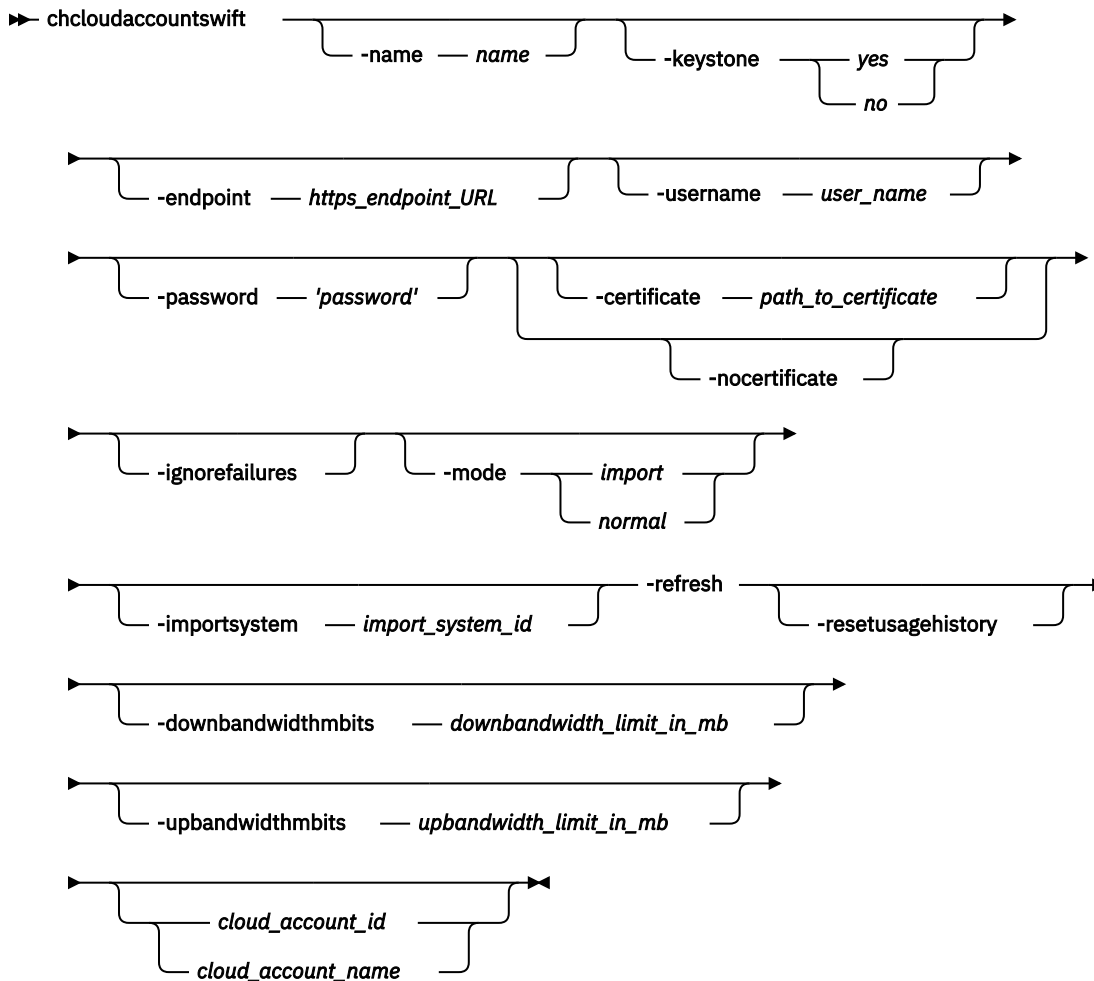 chcloudaccountswift
-name name -keystone yes
no
-endpoint https_endpoint_URL -username user_name
-password 'password' -certificate path_to_certificate
-nocertificate
-ignorefailures -mode import
normal
-importsystem import_system_id -refresh -resetusagehistory
-downbandwidthmbits downbandwidth_limit_in_mb
-upbandwidthmbits upbandwidth_limit_in_mb
cloud_account_id
cloud_account_name